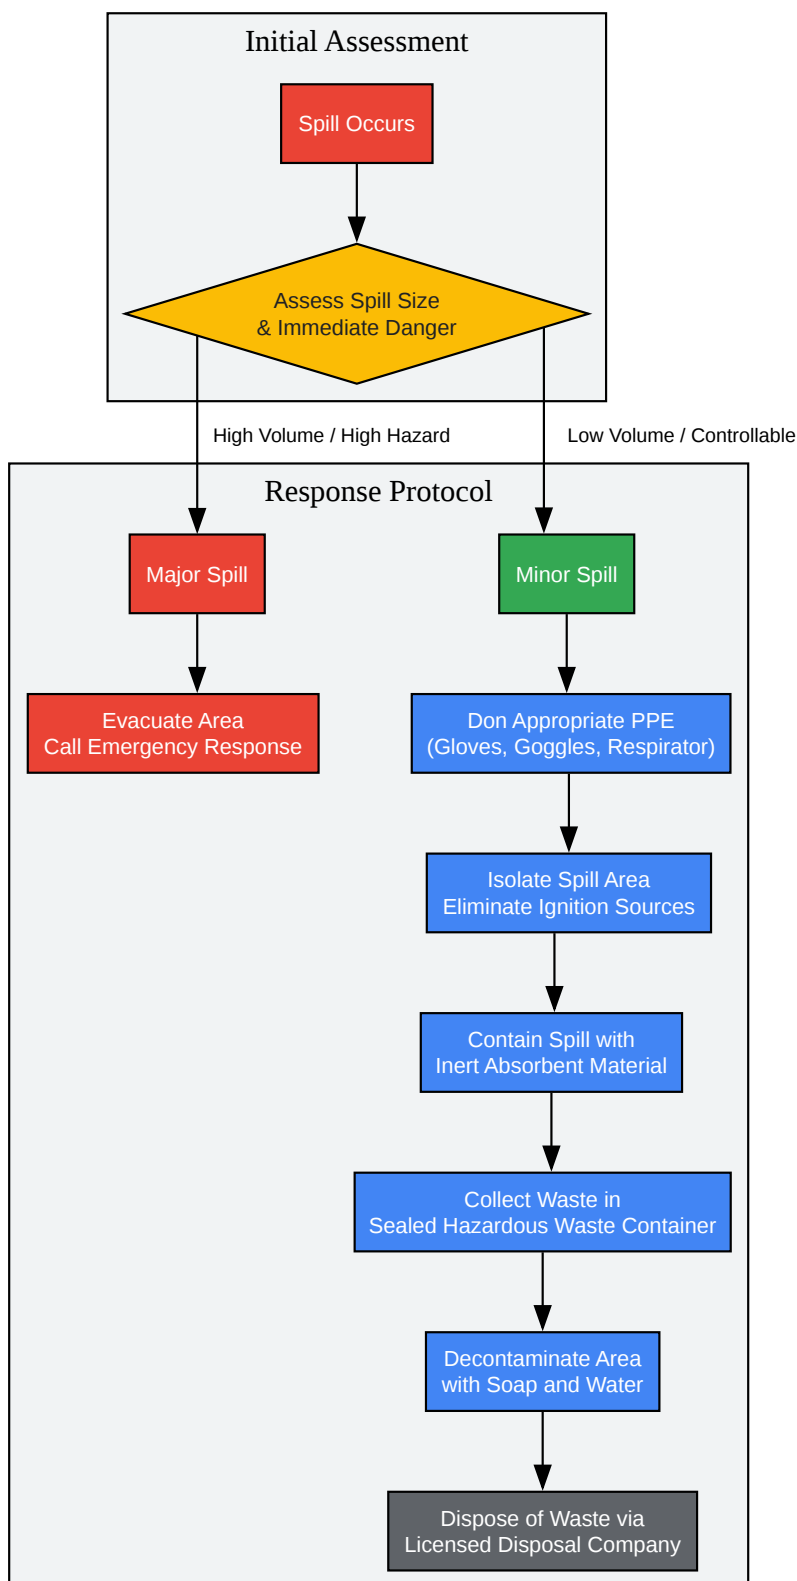 Initial Assessment
Spill Occurs
Assess Spill Size
& Immediate Danger
High Volume / High Hazard
Low Volume / Controllable
Response Protocol
Major Spill
Minor Spill
Evacuate Area
Call Emergency Response
Don Appropriate PPE
(Gloves, Goggles, Respirator)
Isolate Spill Area
Eliminate Ignition Sources
Contain Spill with
Inert Absorbent Material
Collect Waste in
Sealed Hazardous Waste Container
Decontaminate Area
with Soap and Water
Dispose of Waste via
Licensed Disposal Company